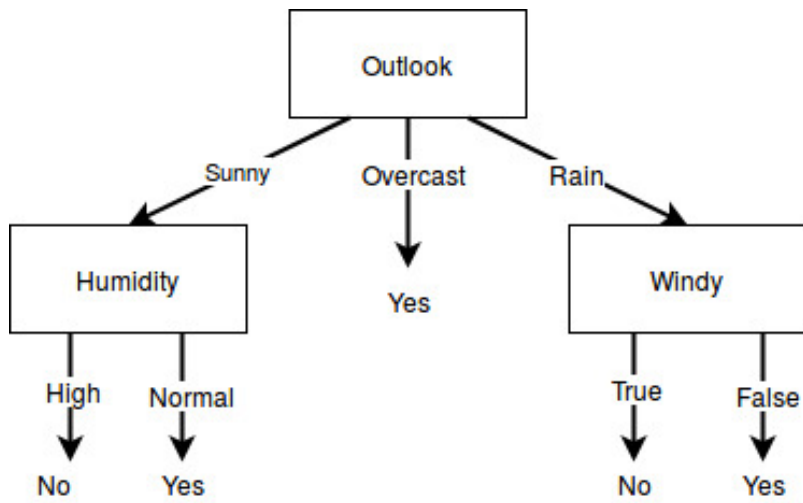 Outlook
Sunny Overcast Rain
Humidity Yes Windy
High Normal True False
No Yes No Yes